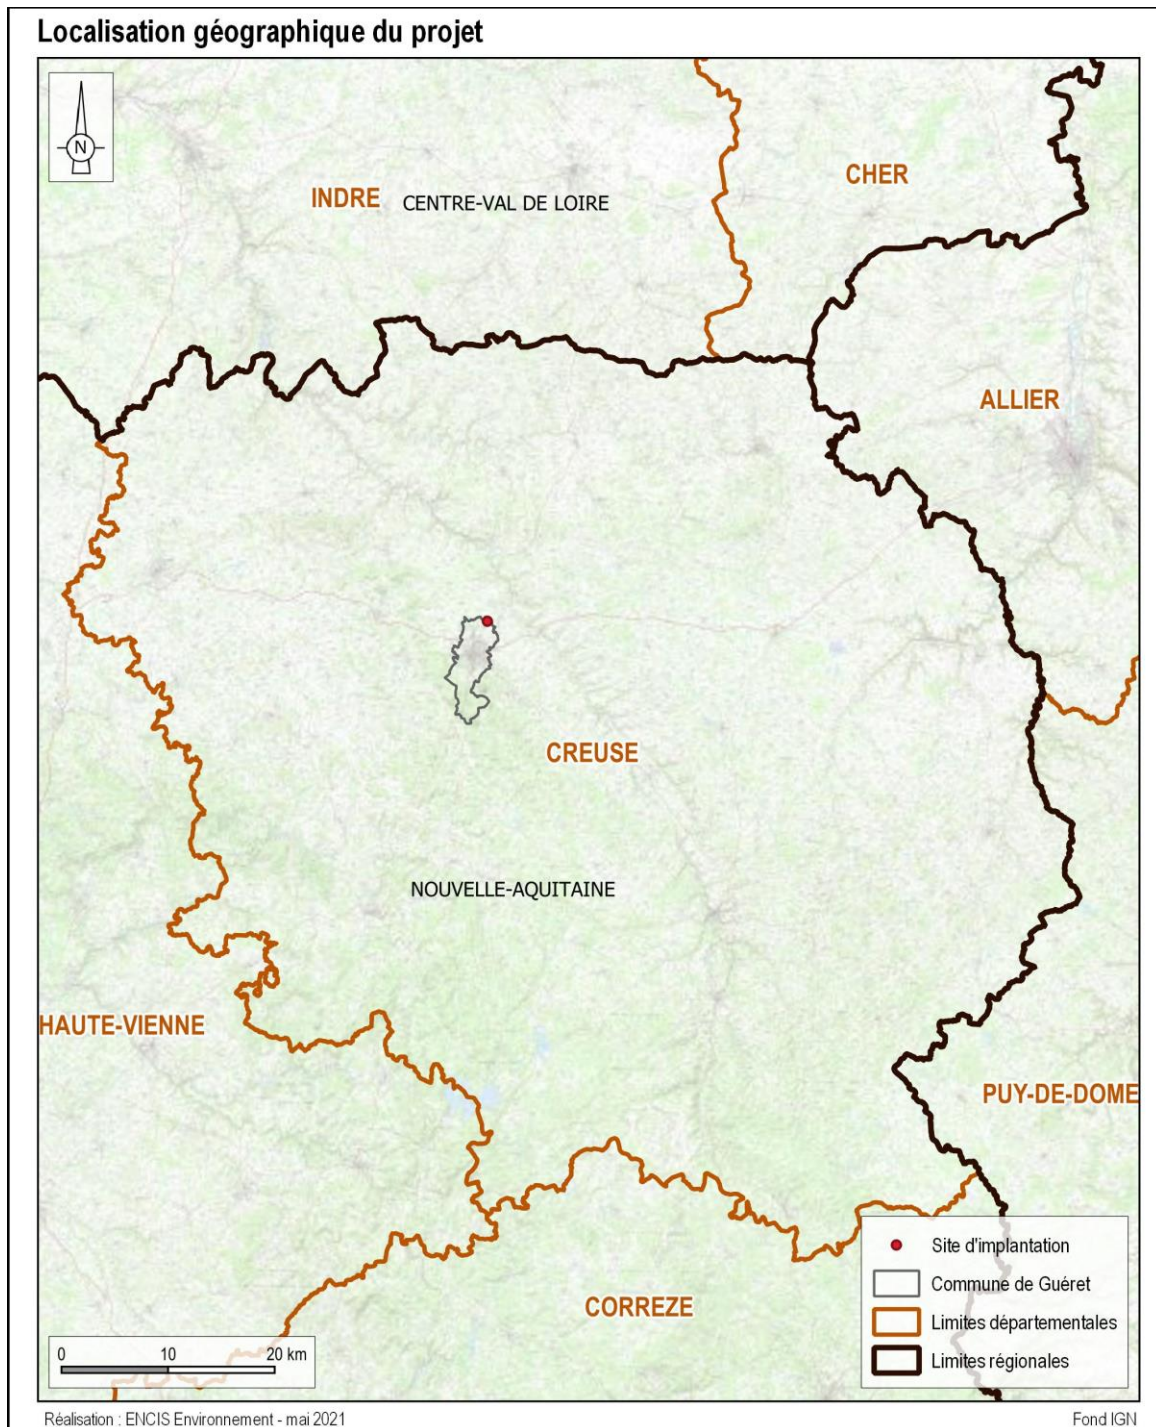 Localisation géographique du projet
N
CHER
INDRE
CENTRE-VAL DE LOIRE
ALLIER
CREUSE
NOUVELLE-AQUITAINE
HAUTE-VIENNE
PUY-DE-DOME
CORREZE
Site d'implantation
Commune de Guéret
Limites départementales
Limites régionales
0 10 20 km
Réalisation : ENCIS Environnement - mai 2021
Fond IGN